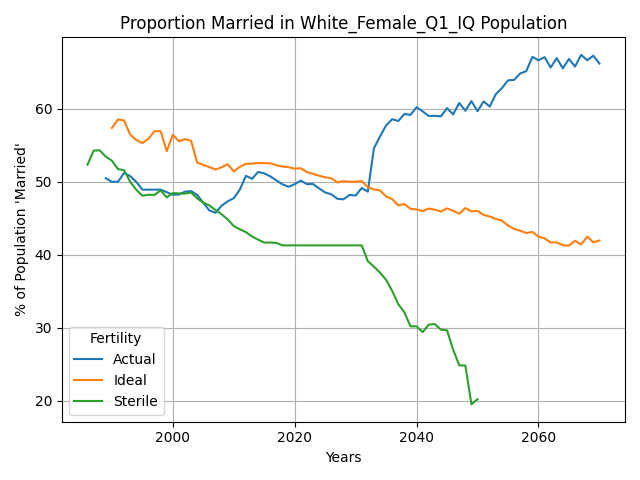 Proportion Married in White_Female_Q1_IQ Population
% of Population 'Married'
60
50
40
30
20
Fertility
Actual
Ideal
Sterile
2000 2020 2040 2060
Years